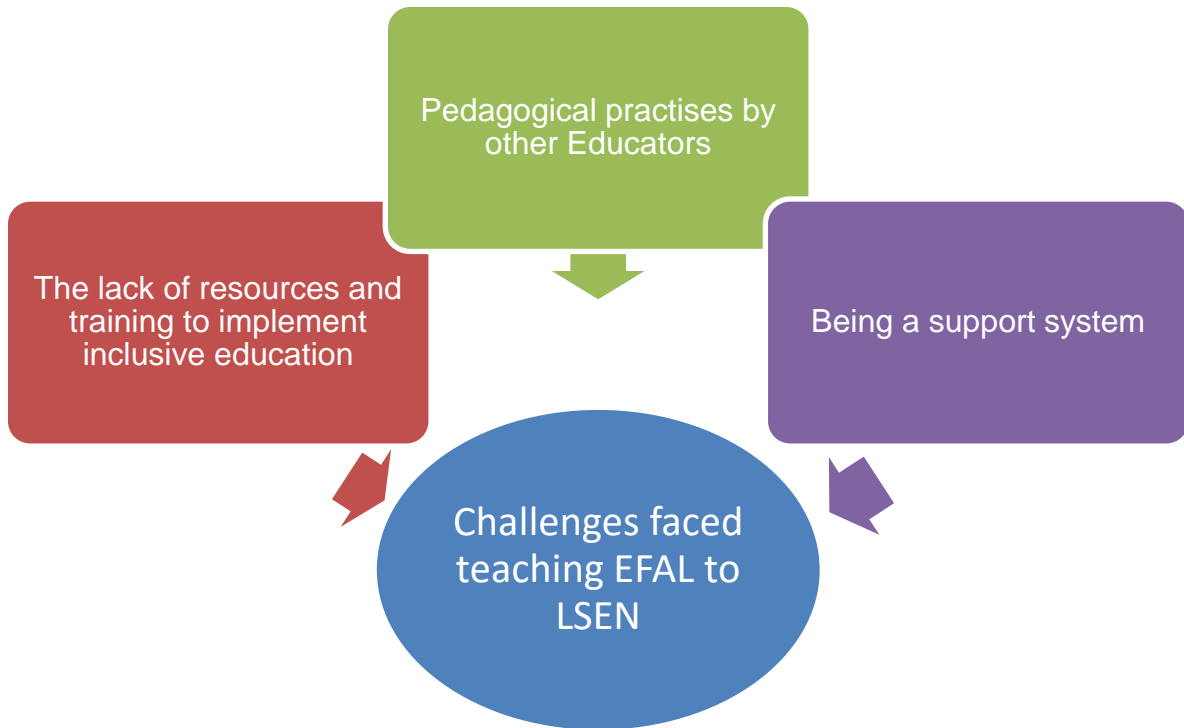 Pedagogical practises by
other Educators
The lack of resources and
training to implement
inclusive education
Being a support system
Challenges faced
teaching EFAL to
LSEN